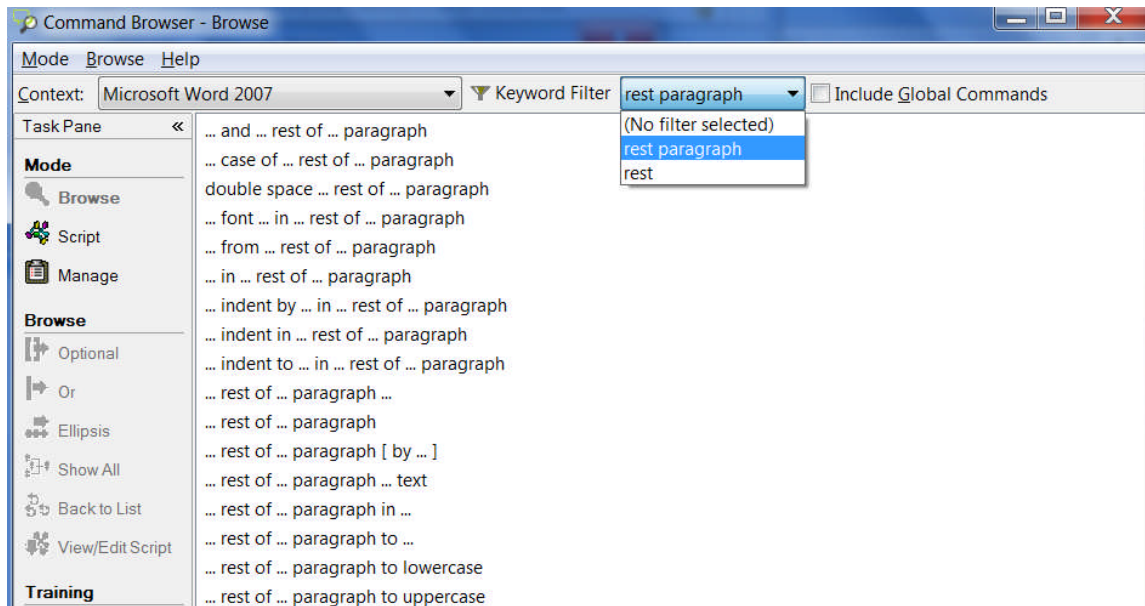 Command Browser - Browse
Mode Browse Help
Context: Microsoft Word 2007 Keyword Filter rest paragraph Include Global Commands
(No filter selected)
rest paragraph
rest
Task Pane «
Mode
Browse
Script
Manage
Browse
Optional
Or
Ellipsis
Show All
Back to List
View/Edit Script
Training
... and ... rest of ... paragraph
... case of ... rest of ... paragraph
double space ... rest of ... paragraph
... font ... in ... rest of ... paragraph
... from ... rest of ... paragraph
... in ... rest of ... paragraph
... indent by ... in ... rest of ... paragraph
... indent in ... rest of ... paragraph
... indent to ... in ... rest of ... paragraph
... rest of ... paragraph ...
... rest of ... paragraph
... rest of ... paragraph [ by ... ]
... rest of ... paragraph ... text
... rest of ... paragraph in ...
... rest of ... paragraph to ...
... rest of ... paragraph to lowercase
... rest of ... paragraph to uppercase